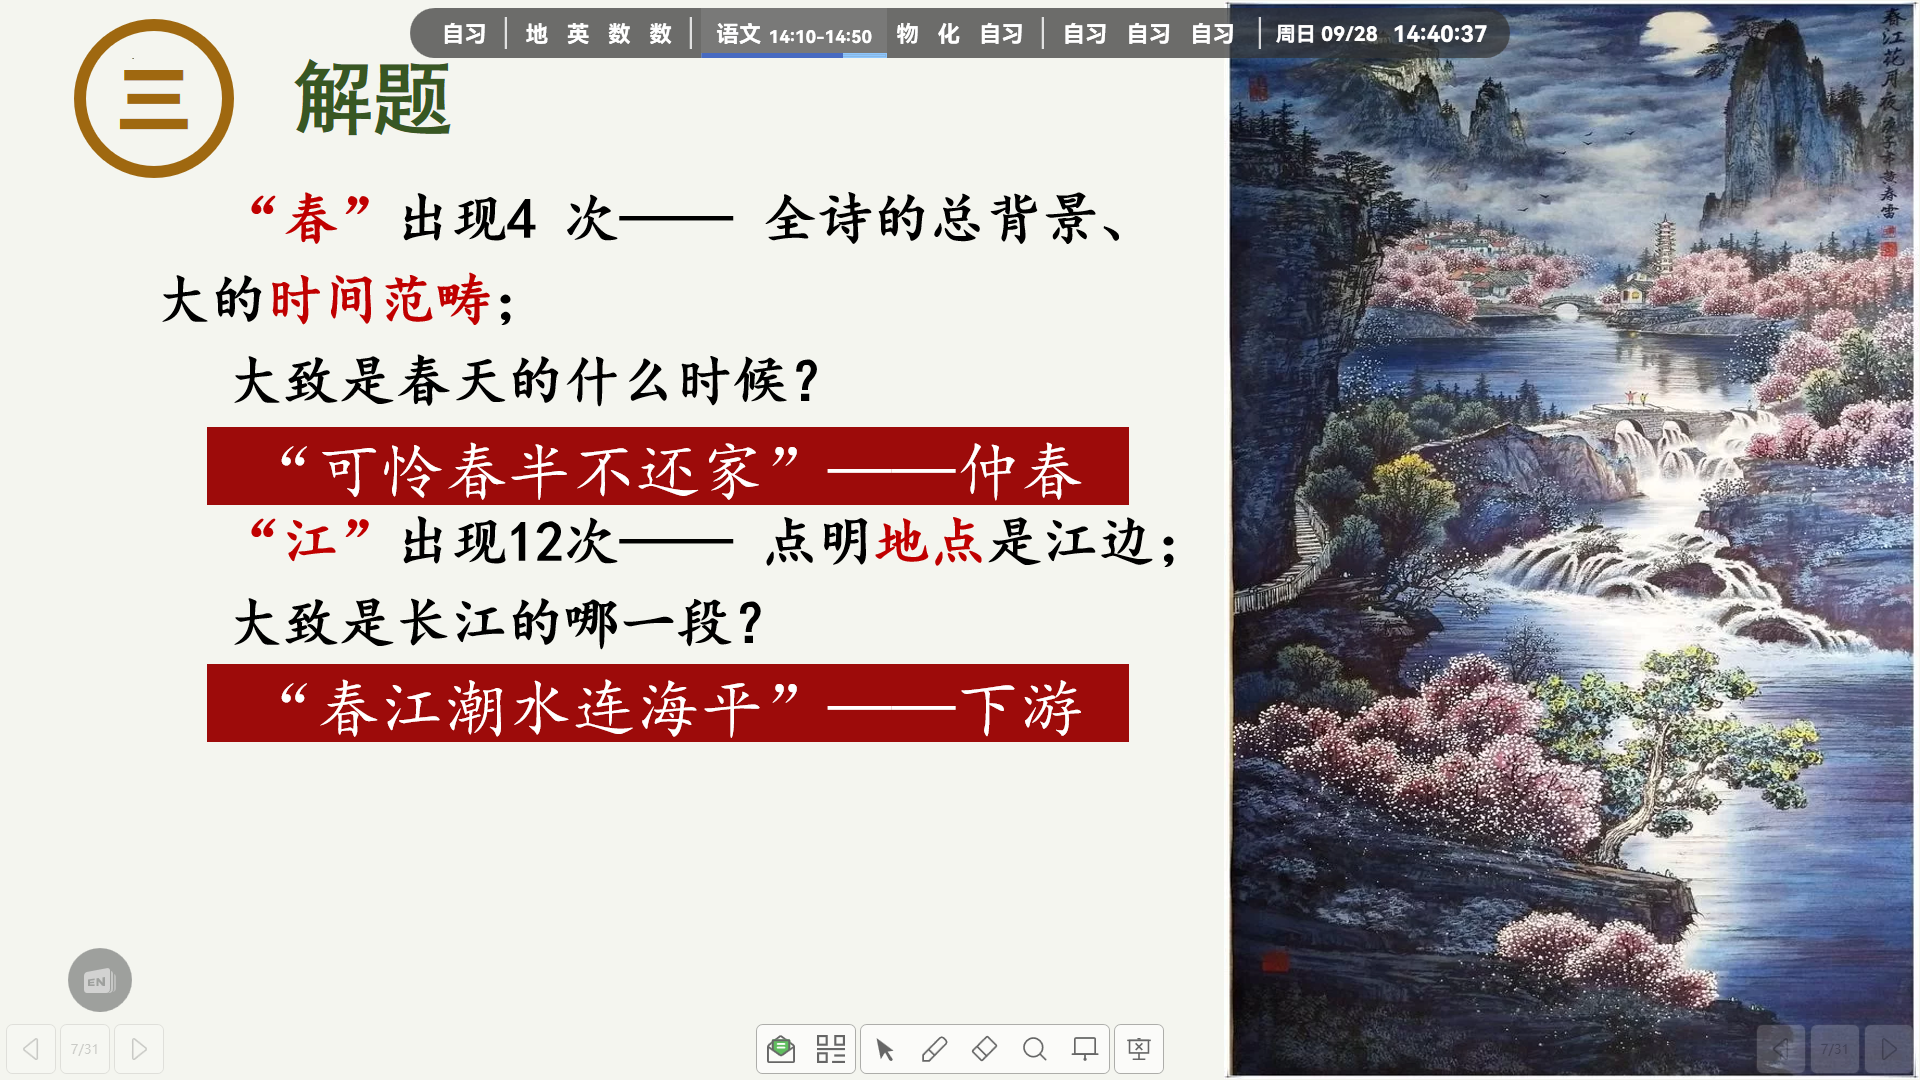 自习 | 地 英 数 数 | 语文 14:10-14:50 物 化 自习 | 自习 自习 自习 | 周日 09/28 14:40:37
三 解题
“春”出现4 次—— 全诗的总背景、
大的时间范畴；
大致是春天的什么时候？
“可怜春半不还家”——仲春
“江”出现12次—— 点明地点是江边；
大致是长江的哪一段？
“春江潮水连海平”——下游
春江花月夜
EN
7/31
7/31